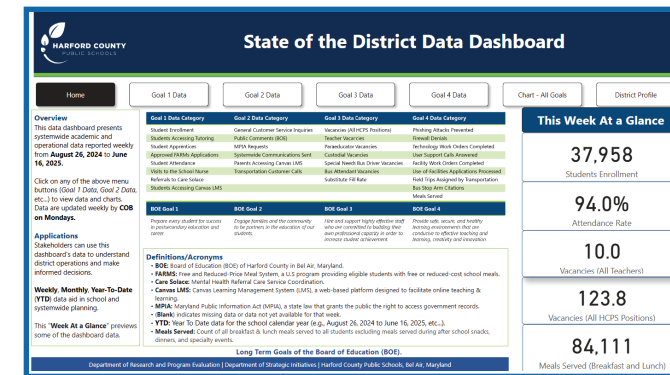 HARFORD COUNTY
PUBLIC SCHOOLS
State of the District Data Dashboard
Home
Goal 1 Data
Goal 2 Data
Goal 3 Data
Goal 4 Data
Chart - All Goals
District Profile
Overview
This data dashboard presents
systemwide academic and
operational data reported weekly
from August 26, 2024 to June
16, 2025.
Click on any of the above menu
buttons (Goal 1 Data, Goal 2 Data,
etc...) to view data and charts.
Data are updated weekly by COB
on Mondays.
Applications
Stakeholders can use this
dashboard's data to understand
district operations and make
informed decisions.
Weekly, Monthly, Year-To-Date
(YTD) data aid in school and
systemwide planning.
This "Week At a Glance" previews
some of the dashboard data.
Goal 1 Data Category Goal 2 Data Category Goal 3 Data Category Goal 4 Data Category
Student Enrollment General Customer Service Inquiries Vacancies (All HCPS Positions) Phishing Attacks Prevented
Students Accessing Tutoring Public Comments (BOE) Teacher Vacancies Firewall Denials
Student Apprentices MPIA Requests Paraeducator Vacancies Technology Work Orders Completed
Approved FARMs Applications Systemwide Communications Sent Custodial Vacancies User Support Calls Answered
Student Attendance Parents Accessing Canvas LMS Special Needs Bus Driver Vacancies Facility Work Orders Completed
Visits to the School Nurse Transportation Customer Calls Bus Attendant Vacancies Use of Facilities Applications Processed
Referrals to Care Solace Substitute Fill Rate Field Trips Assigned by Transportation
Students Accessing Canvas LMS Bus Stop Arm Citations
Meals Served
BOE Goal 1 BOE Goal 2 BOE Goal 3 BOE Goal 4
Prepare every student for success Engage families and the community Hire and support highly effective staff Provide safe, secure, and healthy
in postsecondary education and to be partners in the education of our who are committed to building their learning environments that are
career. students. own professional capacity in order to conducive to effective teaching and
increase student achievement. learning, creativity and innovation.
Definitions/Acronyms
• BOE: Board of Education (BOE) of Harford County in Bel Air, Maryland.
• FARMS: Free and Reduced-Price Meal System, a U.S program providing eligible students with free or reduced-cost school meals.
• Care Solace: Mental Health Referral Care Service Coordination.
• Canvas LMS: Canvas Learning Management System (LMS), a web-based platform designed to facilitate online teaching &
learning.
• MPIA: Maryland Public Information Act (MPIA), a state law that grants the public the right to access government records.
• (Blank) indicates missing data or data not yet available for that week.
• YTD: Year To Date data for the school calendar year (e.g., August 26, 2024 to June 16, 2025, etc...).
• Meals Served: Count of all breakfast & lunch meals served to all students excluding meals served during after school snacks,
dinners, and specialty events.
Long Term Goals of the Board of Education (BOE).
Department of Research and Program Evaluation | Department of Strategic Initiatives | Harford County Public Schools, Bel Air, Maryland
This Week At a Glance
37,958
Students Enrollment
94.0%
Attendance Rate
10.0
Vacancies (All Teachers)
123.8
Vacancies (All HCPS Positions)
84,111
Meals Served (Breakfast and Lunch)